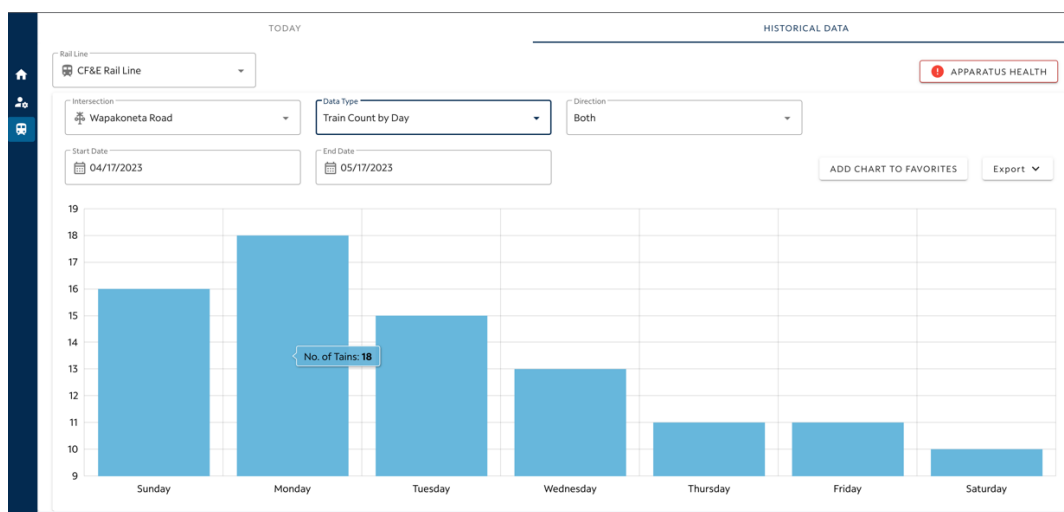 TODAY
HISTORICAL DATA
Rail Line
CF&E Rail Line
APPARATUS HEALTH
Intersection
Wapakoneta Road
Data Type
Train Count by Day
Direction
Both
Start Date
04/17/2023
End Date
05/17/2023
ADD CHART TO FAVORITES
Export
19
18
17
16
15
14
13
12
11
10
9
No. of Tains: 18
Sunday
Monday
Tuesday
Wednesday
Thursday
Friday
Saturday